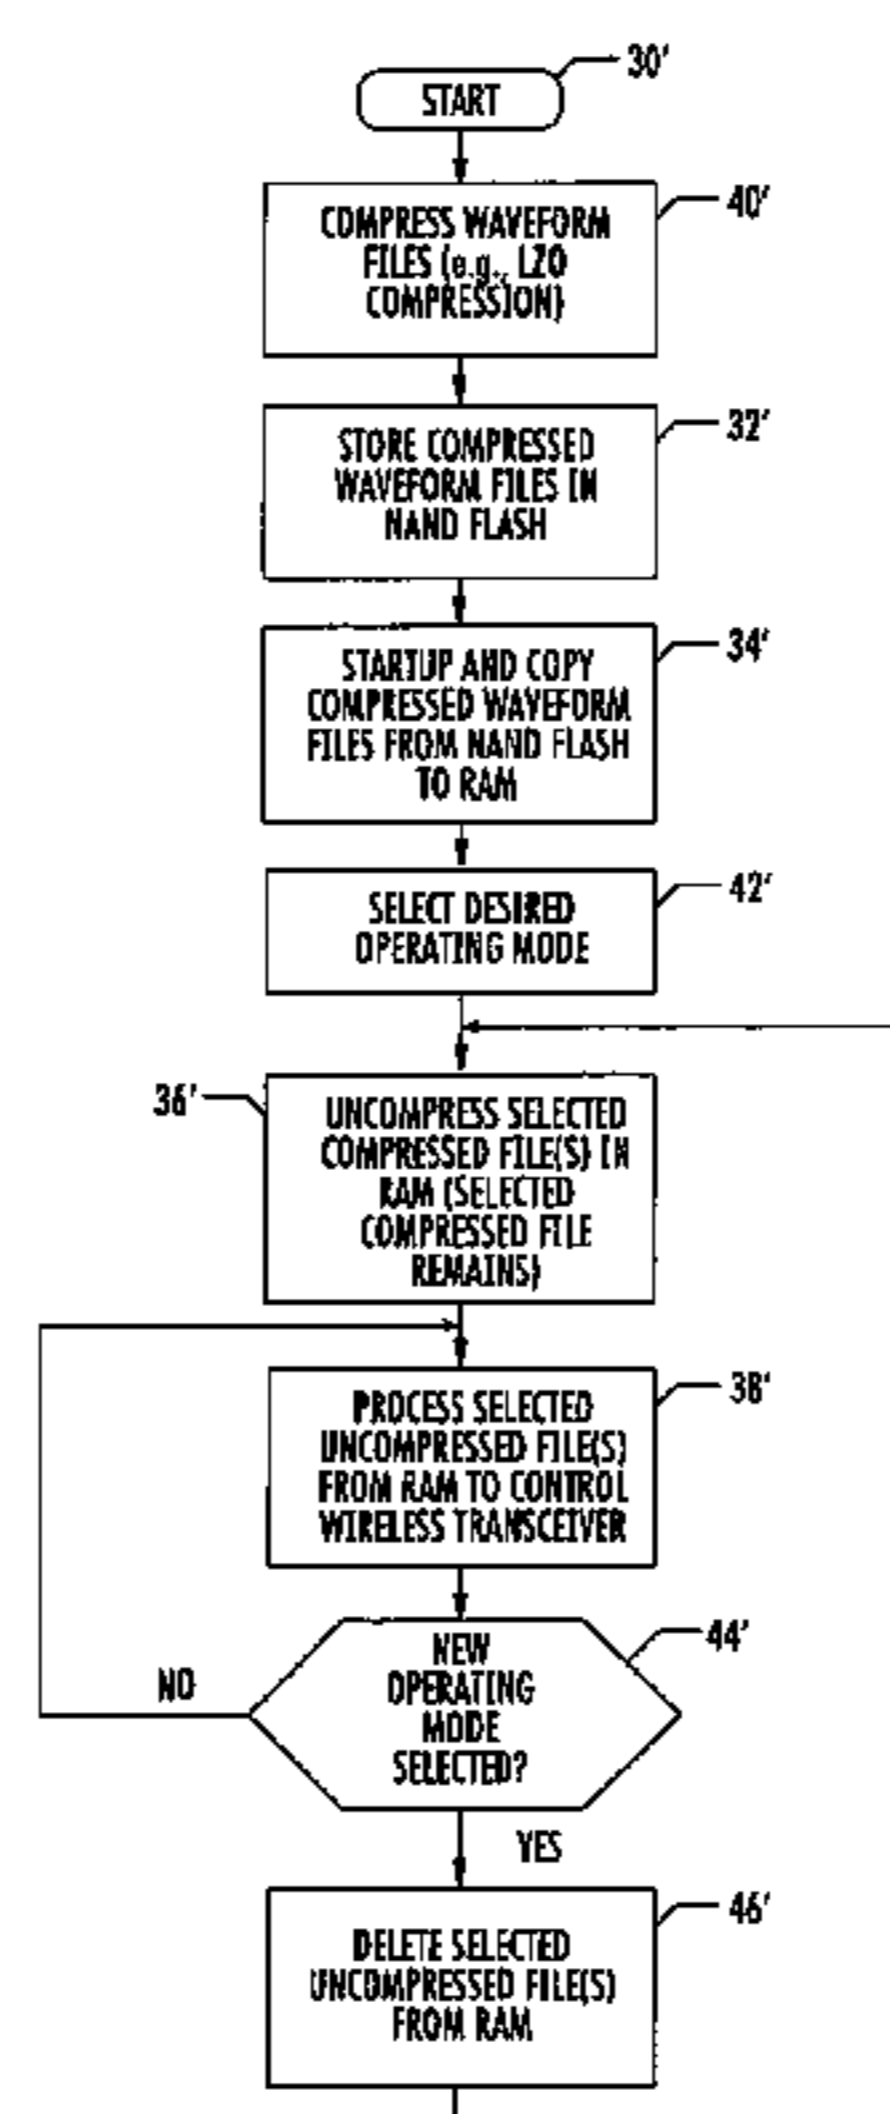 30'
START
40'
COMPRESS WAVEFORM
FILES (e.g., LZO
COMPRESSION)
32'
STORE COMPRESSED
WAVEFORM FILES IN
NAND FLASH
34'
STARTUP AND COPY
COMPRESSED WAVEFORM
FILES FROM NAND FLASH
TO RAM
42'
SELECT DESIRED
OPERATING MODE
36'
UNCOMPRESS SELECTED
COMPRESSED FILE(S) IN
RAM (SELECTED
COMPRESSED FILE
REMAINS)
38'
PROCESS SELECTED
UNCOMPRESSED FILE(S)
FROM RAM TO CONTROL
WIRELESS TRANSCEIVER
44'
NEW
OPERATING
MODE
SELECTED?
NO
YES
46'
DELETE SELECTED
UNCOMPRESSED FILE(S)
FROM RAM